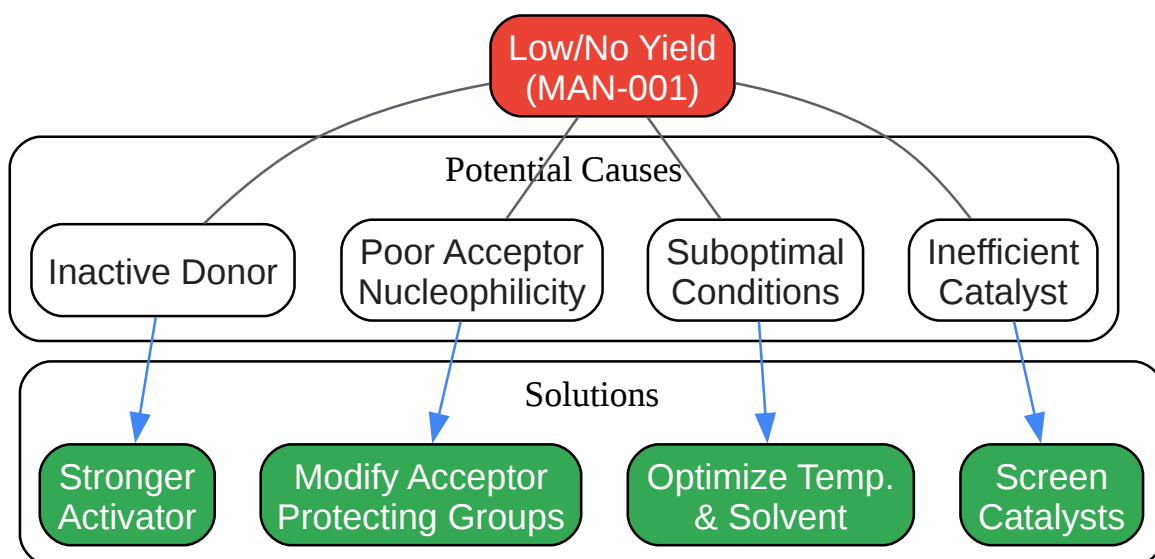 Low/No Yield
(MAN-001)
Potential Causes
Inactive Donor
Poor Acceptor
Nucleophilicity
Suboptimal
Conditions
Inefficient
Catalyst
Solutions
Stronger
Activator
Modify Acceptor
Protecting Groups
Optimize Temp.
& Solvent
Screen
Catalysts